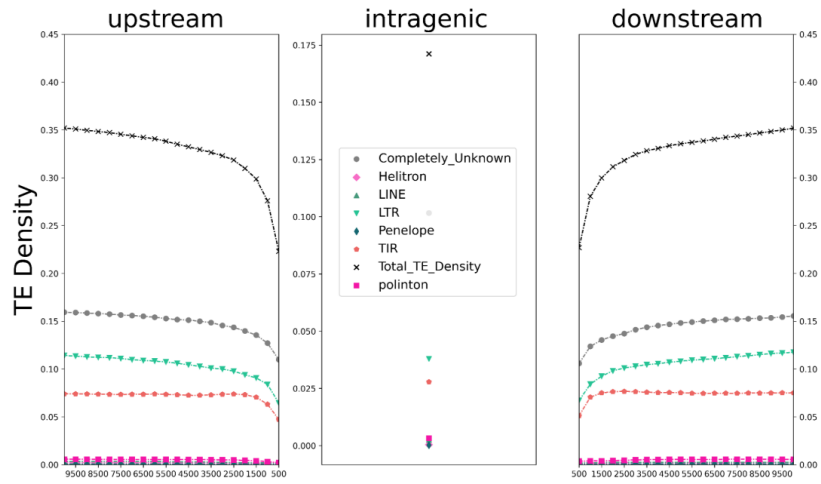 upstream
intragenic
downstream
TE Density
0.45
0.40
0.35
0.30
0.25
0.20
0.15
0.10
0.05
0.00
9500 8500 7500 6500 5500 4500 3500 2500 1500 500
0.175
0.150
0.125
0.100
0.075
0.050
0.025
0.000
Completely_Unknown
Helitron
LINE
LTR
Penelope
TIR
Total_TE_Density
polinton
0.45
0.40
0.35
0.30
0.25
0.20
0.15
0.10
0.05
0.00
500 1500 2500 3500 4500 5500 6500 7500 8500 9500